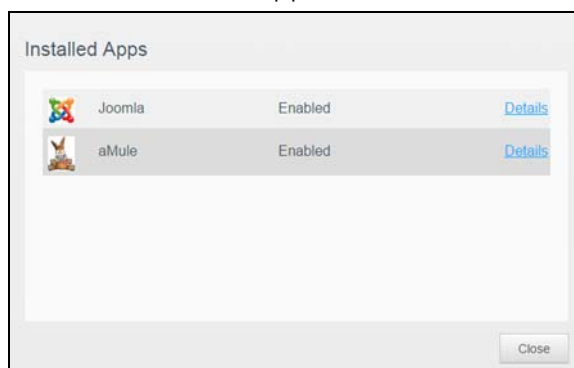 Installed Apps
Joomla Enabled Details
aMule Enabled Details
Close